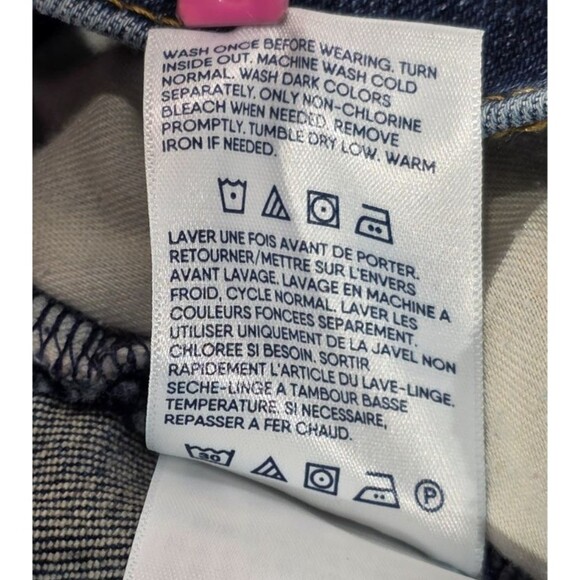 WASH ONCE BEFORE WEARING. TURN
INSIDE OUT. MACHINE WASH COLD
NORMAL. WASH DARK COLORS
SEPARATELY. ONLY NON-CHLORINE
BLEACH WHEN NEEDED. REMOVE
PROMPTLY. TUMBLE DRY LOW. WARM
IRON IF NEEDED.
LAVER UNE FOIS AVANT DE PORTER.
RETOURNER/METTRE SUR L'ENVERS
AVANT LAVAGE. LAVAGE EN MACHINE A
FROID, CYCLE NORMAL. LAVER LES
COULEURS FONCEES SEPAREMENT.
UTILISER UNIQUEMENT DE LA JAVEL NON
CHLOREE SI BESOIN. SORTIR
RAPIDEMENT L'ARTICLE DU LAVE-LINGE.
SECHE-LINGE A TAMBOUR BASSE
TEMPERATURE. SI NECESSAIRE,
REPASSER A FER CHAUD.
30 P